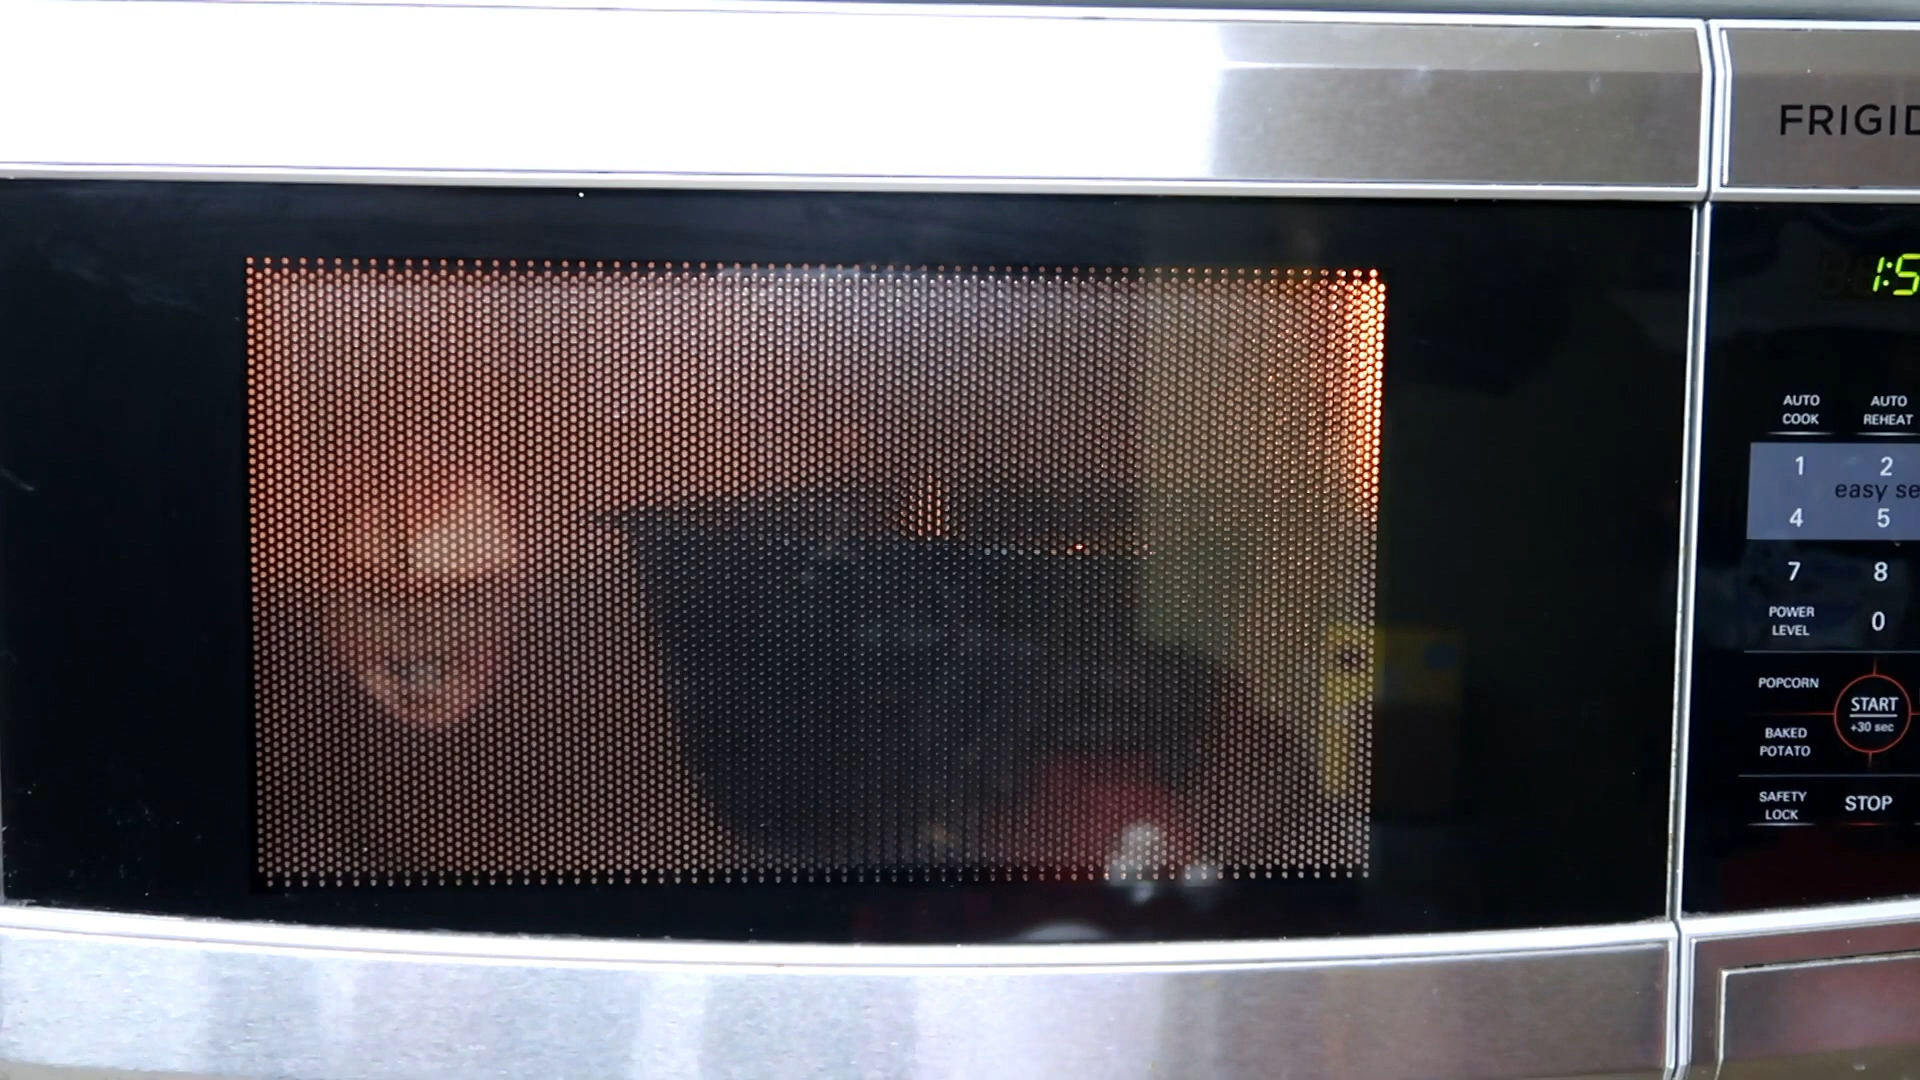 FRIGID
1:5
AUTO COOK
AUTO REHEAT
1 2
easy se
4 5
7 8
POWER LEVEL
0
POPCORN
START
+30 sec
BAKED POTATO
SAFETY LOCK
STOP